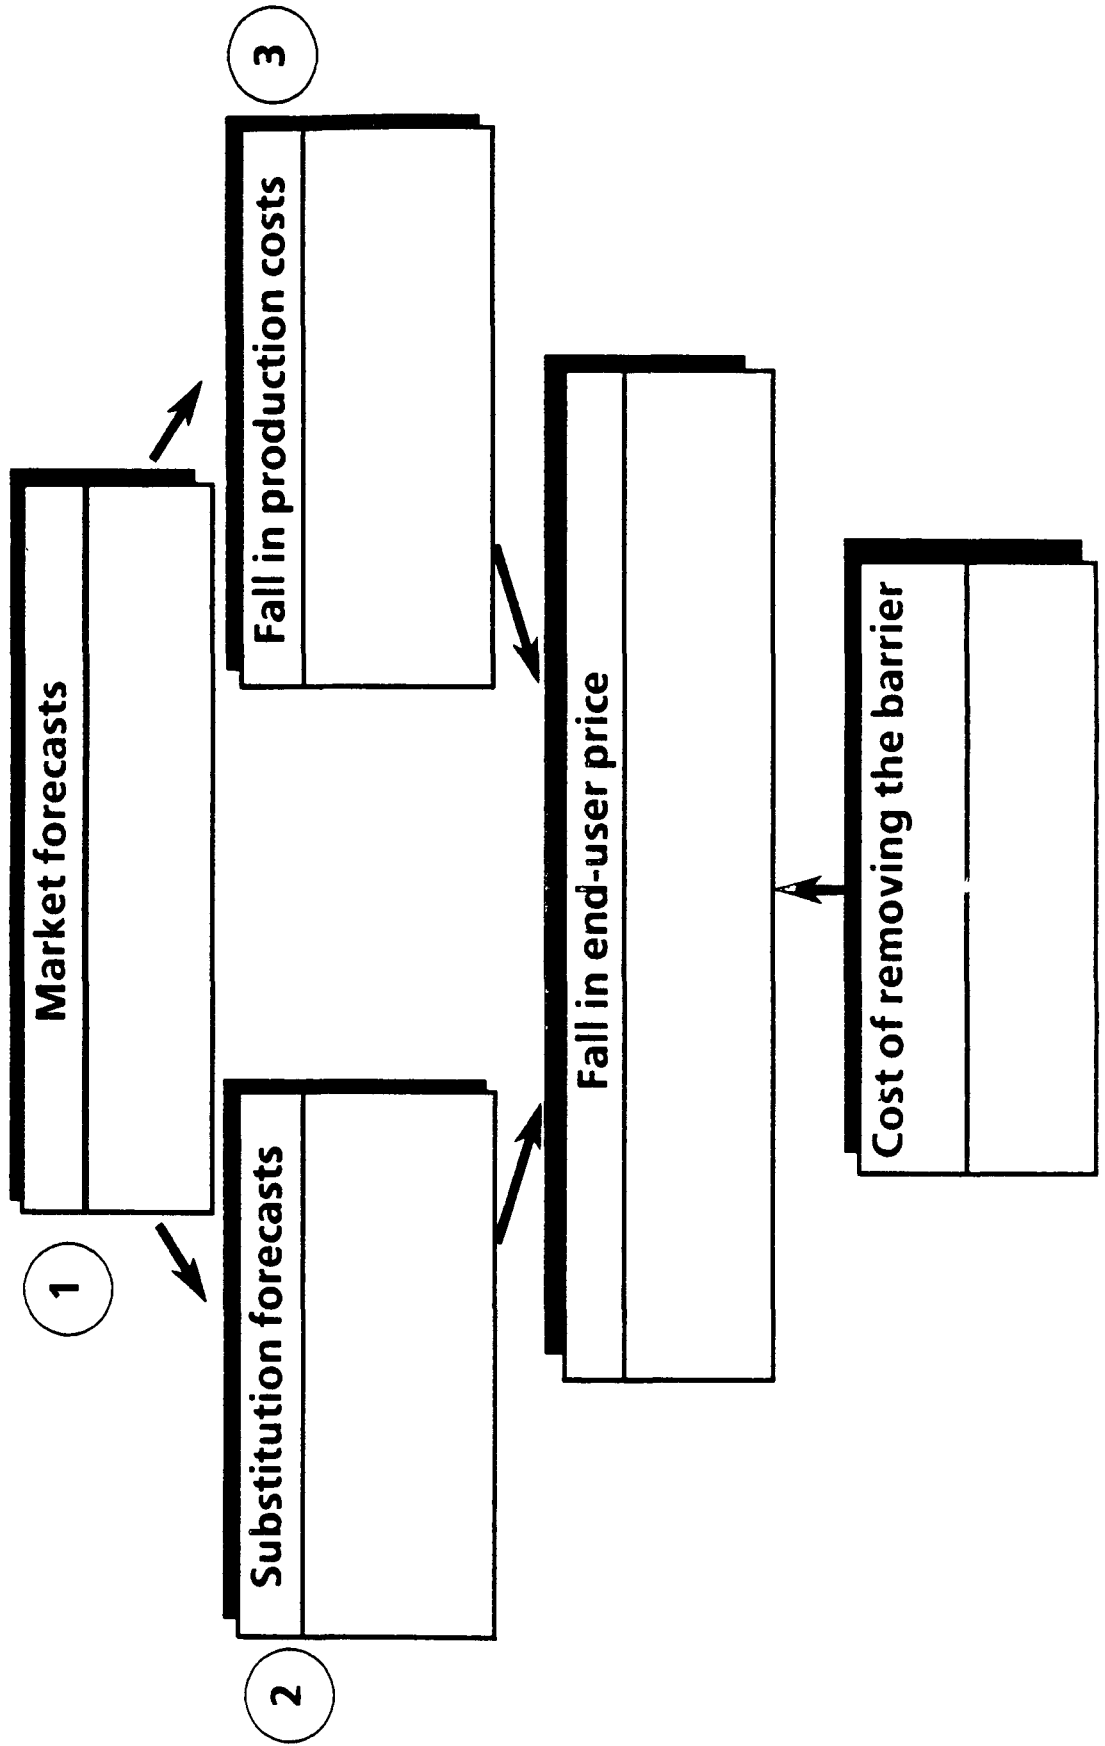 1
Market forecasts
2
Substitution forecasts
Fall in production costs
3
Fall in end-user price
Cost of removing the barrier